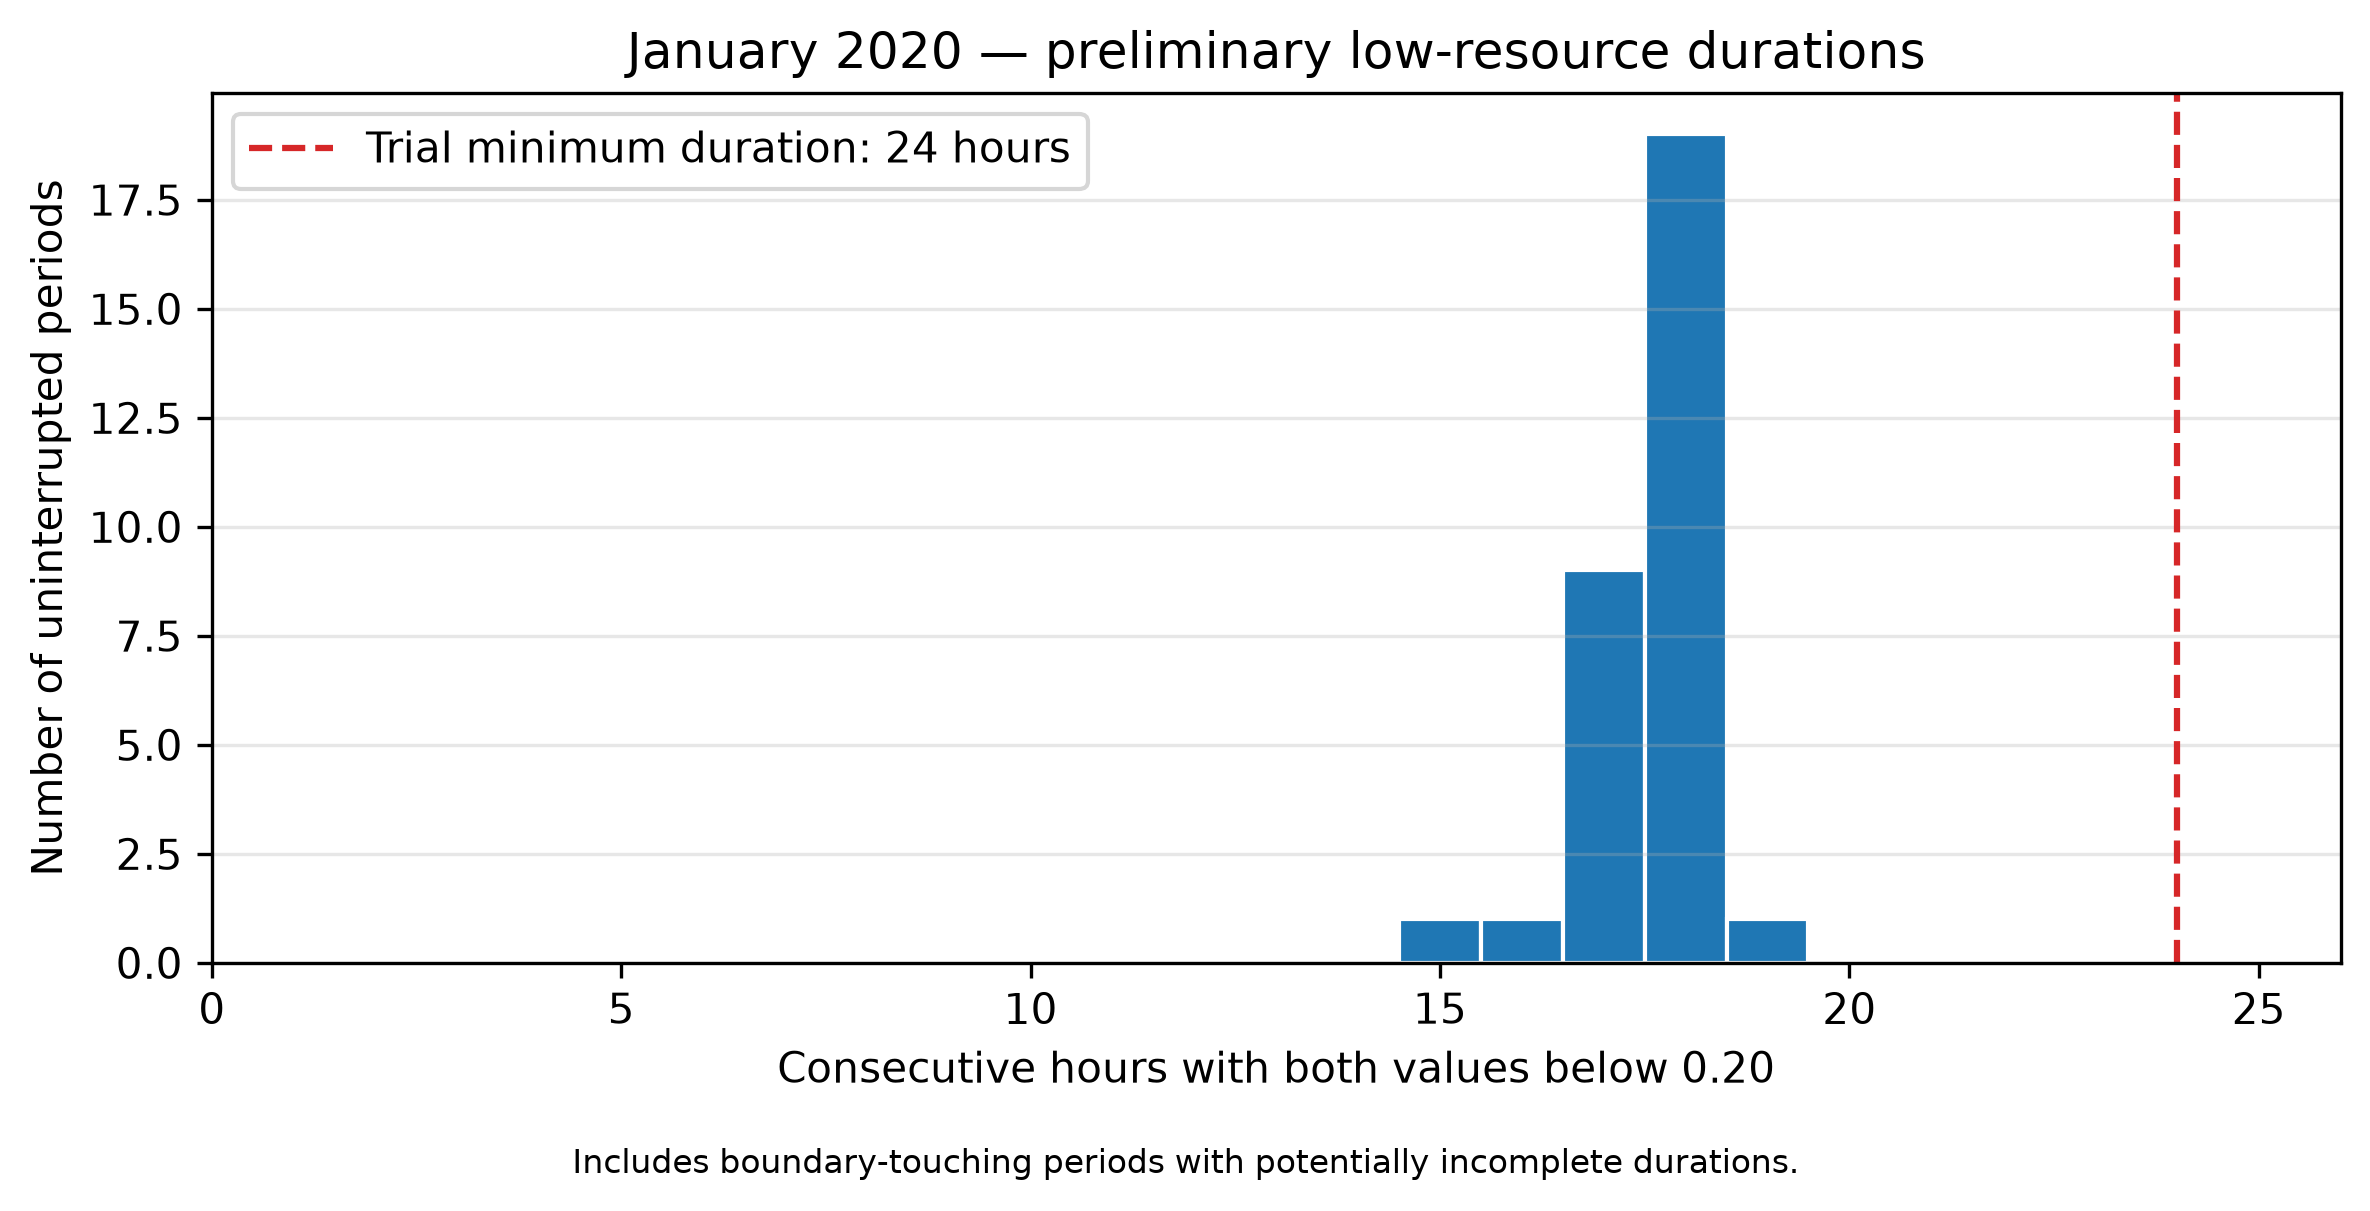 January 2020 — preliminary low-resource durations
Trial minimum duration: 24 hours
Number of uninterrupted periods
17.5
15.0
12.5
10.0
7.5
5.0
2.5
0.0
0 5 10 15 20 25
Consecutive hours with both values below 0.20
Includes boundary-touching periods with potentially incomplete durations.